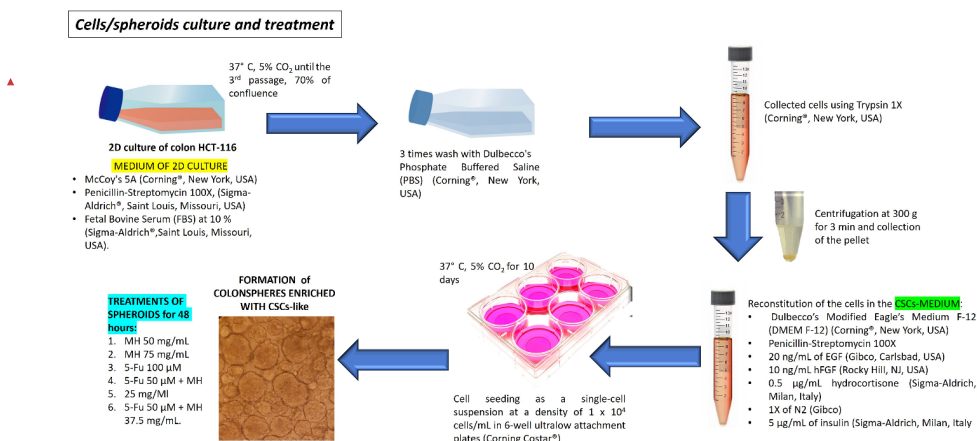 Cells/spheroids culture and treatment
37° C, 5% CO2 until the
3rd passage, 70% of
confluence
2D culture of colon HCT-116
MEDIUM OF 2D CULTURE
• McCoy's 5A (Corning®, New York, USA)
• Penicillin-Streptomycin 100X, (Sigma-
Aldrich®, Saint Louis, Missouri, USA)
• Fetal Bovine Serum (FBS) at 10 %
(Sigma-Aldrich®,Saint Louis, Missouri,
USA).
3 times wash with Dulbecco's
Phosphate Buffered Saline
(PBS) (Corning®, New York,
USA)
Collected cells using Trypsin 1X
(Corning®, New York, USA)
Centrifugation at 300 g
for 3 min and collection
of the pellet
Reconstitution of the cells in the CSCs-MEDIUM:
• Dulbecco's Modified Eagle's Medium F-12
(DMEM F-12) (Corning®, New York, USA)
• Penicillin-Streptomycin 100X
• 20 ng/mL of EGF (Gibco, Carlsbad, USA)
• 10 ng/mL hFGF (Rocky Hill, NJ, USA)
• 0.5 µg/mL hydrocortisone (Sigma-Aldrich,
Milan, Italy)
• 1X of N2 (Gibco)
• 5 µg/mL of insulin (Sigma-Aldrich, Milan, Italy
37° C, 5% CO2 for 10
days
Cell seeding as a single-cell
suspension at a density of 1 x 10⁴
cells/mL in 6-well ultralow attachment
plates (Corning Costar®)
FORMATION of
COLONSPHERES ENRICHED
WITH CSCs-like
TREATMENTS OF
SPHEROIDS for 48
hours:
1. MH 50 mg/mL
2. MH 75 mg/mL
3. 5-Fu 100 µM
4. 5-Fu 50 µM + MH
5. 25 mg/Ml
6. 5-Fu 50 µM + MH
37.5 mg/mL.